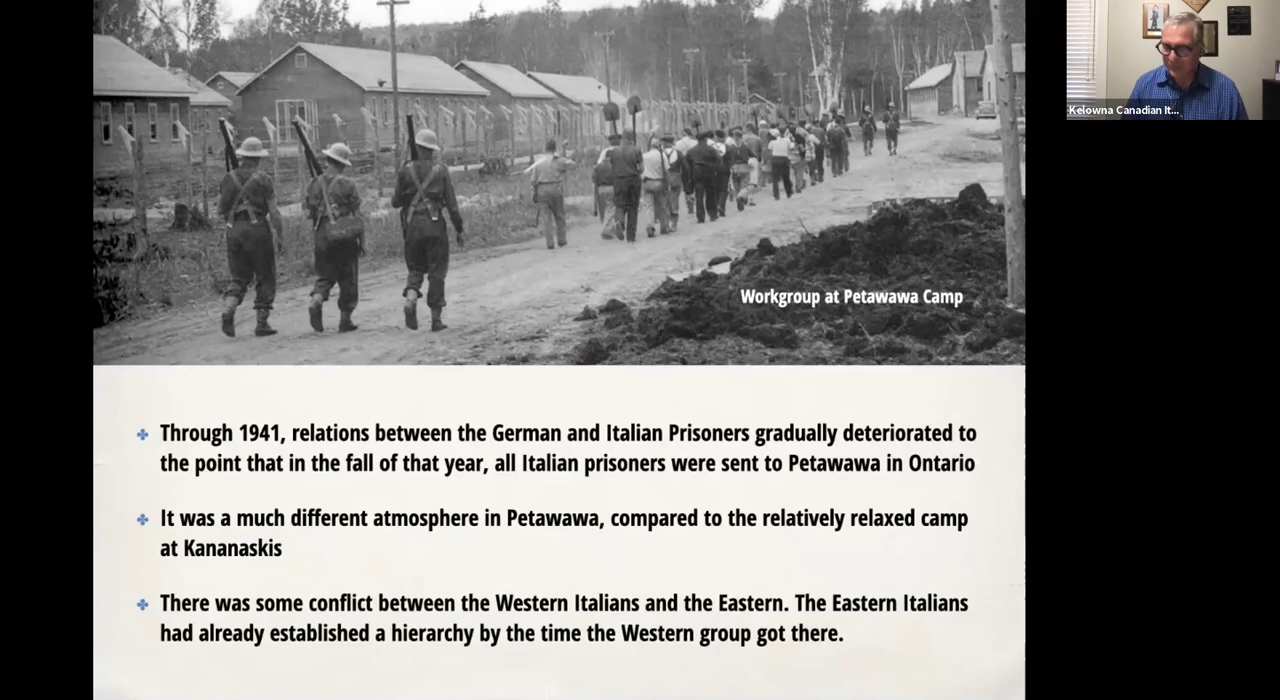 Kelowna Canadian It...
Workgroup at Petawawa Camp
Through 1941, relations between the German and Italian Prisoners gradually deteriorated to
the point that in the fall of that year, all Italian prisoners were sent to Petawawa in Ontario
It was a much different atmosphere in Petawawa, compared to the relatively relaxed camp
at Kananaskis
There was some conflict between the Western Italians and the Eastern. The Eastern Italians
had already established a hierarchy by the time the Western group got there.